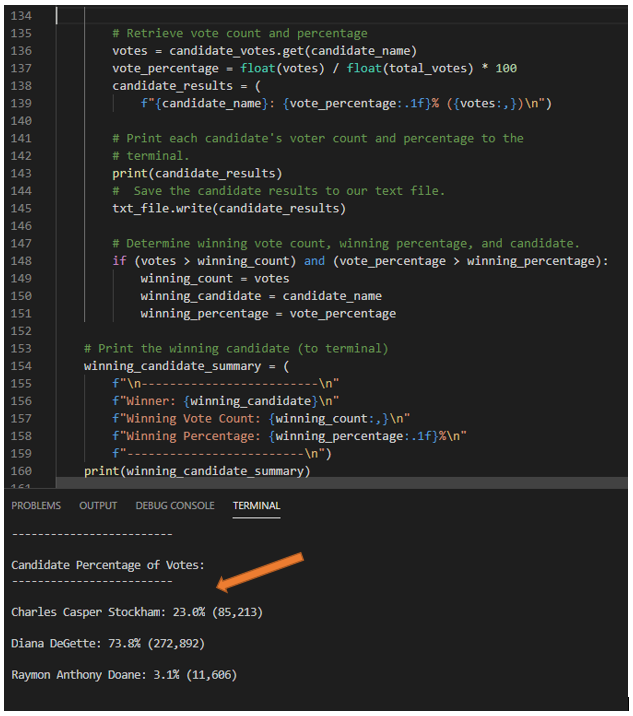 134
135 # Retrieve vote count and percentage
136 votes = candidate_votes.get(candidate_name)
137 vote_percentage = float(votes) / float(total_votes) * 100
138 candidate_results = (
139 f"{candidate_name}: {vote_percentage:.1f}% ({votes:,})\n")
140
141 # Print each candidate's voter count and percentage to the
142 # terminal.
143 print(candidate_results)
144 #  Save the candidate results to our text file.
145 txt_file.write(candidate_results)
146
147 # Determine winning vote count, winning percentage, and candidate.
148 if (votes > winning_count) and (vote_percentage > winning_percentage):
149 winning_count = votes
150 winning_candidate = candidate_name
151 winning_percentage = vote_percentage
152
153 # Print the winning candidate (to terminal)
154 winning_candidate_summary = (
155 f"\n-------------------------\n"
156 f"Winner: {winning_candidate}\n"
157 f"Winning Vote Count: {winning_count:,}\n"
158 f"Winning Percentage: {winning_percentage:.1f}%\n"
159 f"-------------------------\n")
160 print(winning_candidate_summary)
161
PROBLEMS OUTPUT DEBUG CONSOLE TERMINAL
-------------------------
Candidate Percentage of Votes:
-------------------------
Charles Casper Stockham: 23.0% (85,213)
Diana DeGette: 73.8% (272,892)
Raymon Anthony Doane: 3.1% (11,606)